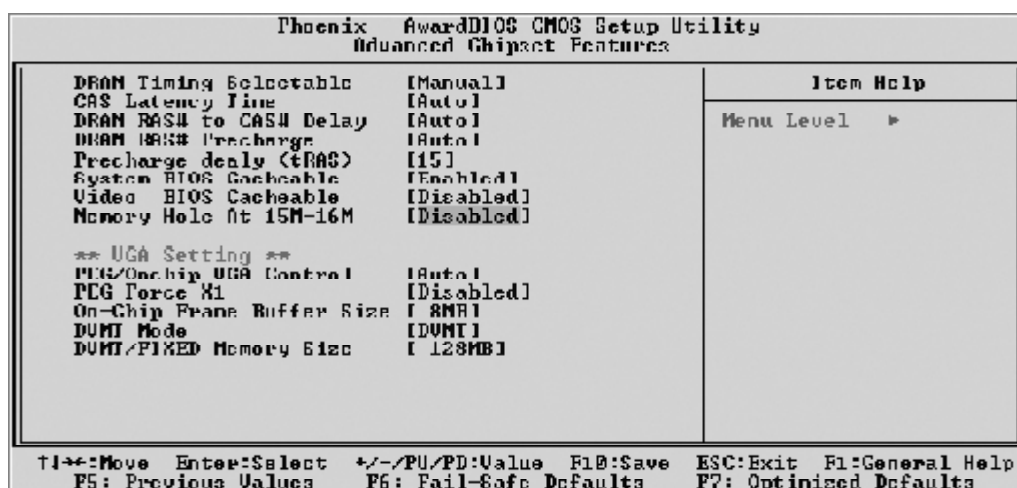 Phoenix AwardBIOS CMOS Setup Utility
Advanced Chipset Features
DRAM Timing Selectable [Manual]
CAS Latency Time [Auto]
DRAM RAS# to CAS# Delay [Auto]
DRAM RAS# Precharge [Auto]
Precharge dealy (tRAS) [15]
System BIOS Cacheable [Enabled]
Video BIOS Cacheable [Disabled]
Memory Hole At 15M-16M [Disabled]
** VGA Setting **
PEG/Onchip VGA Control [Auto]
PEG Force X1 [Disabled]
On-Chip Frame Buffer Size [ 8MB]
DVMT Mode [DVMT]
DVMT/FIXED Memory Size [ 128MB]
Item Help
Menu Level ►
↑↓→←:Move Enter:Select +/-/PU/PD:Value F10:Save ESC:Exit F1:General Help
F5: Previous Values F6: Fail-Safe Defaults F7: Optimized Defaults